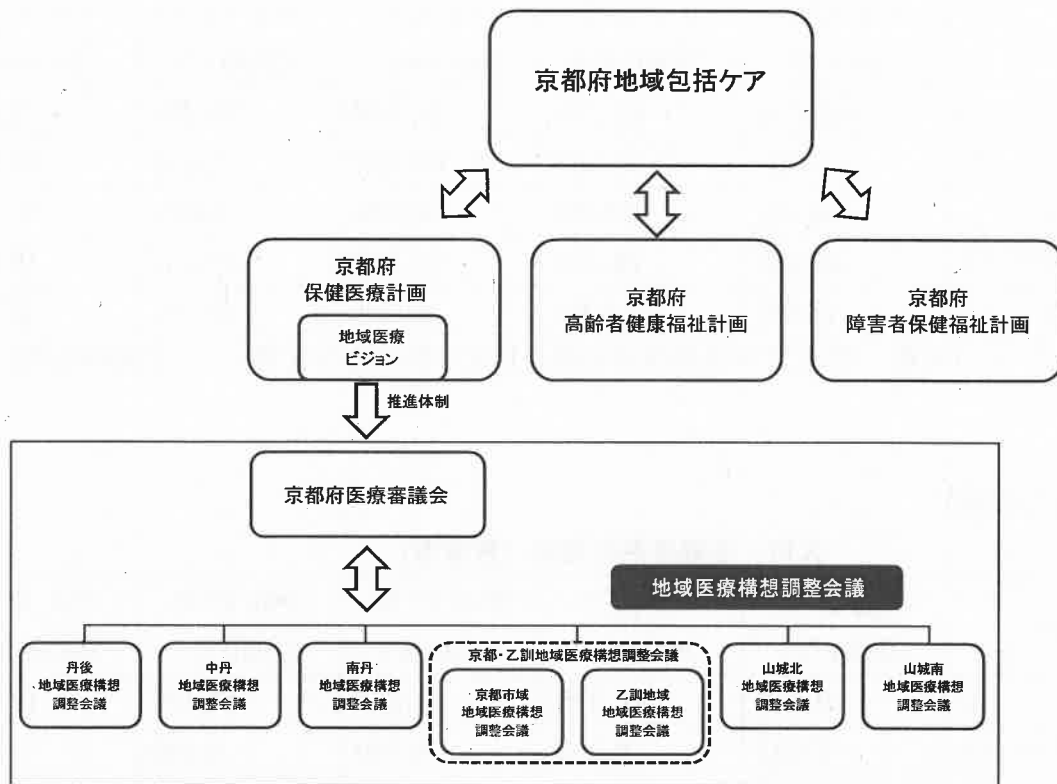 京都府地域包括ケア
京都府
保健医療計画
地域医療
ビジョン
京都府
高齢者健康福祉計画
京都府
障害者保健福祉計画
推進体制
京都府医療審議会
地域医療構想調整会議
丹後
地域医療構想
調整会議
中丹
地域医療構想
調整会議
南丹
地域医療構想
調整会議
京都・乙訓地域医療構想調整会議
京都市域
地域医療構想
調整会議
乙訓地域
地域医療構想
調整会議
山城北
地域医療構想
調整会議
山城南
地域医療構想
調整会議